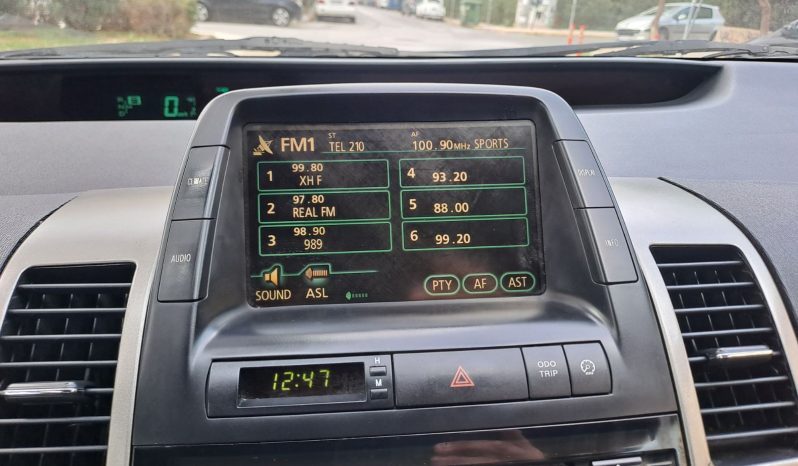 FM1 ST TEL 210 AF 100.90MHz SPORTS
1 99.80 XH F
2 97.80 REAL FM
3 98.90 989
4 93.20
5 88.00
6 99.20
SOUND ASL PTY AF AST
CLIMATE
AUDIO
DISPLAY
INFO
12:47
H
M
ODO TRIP